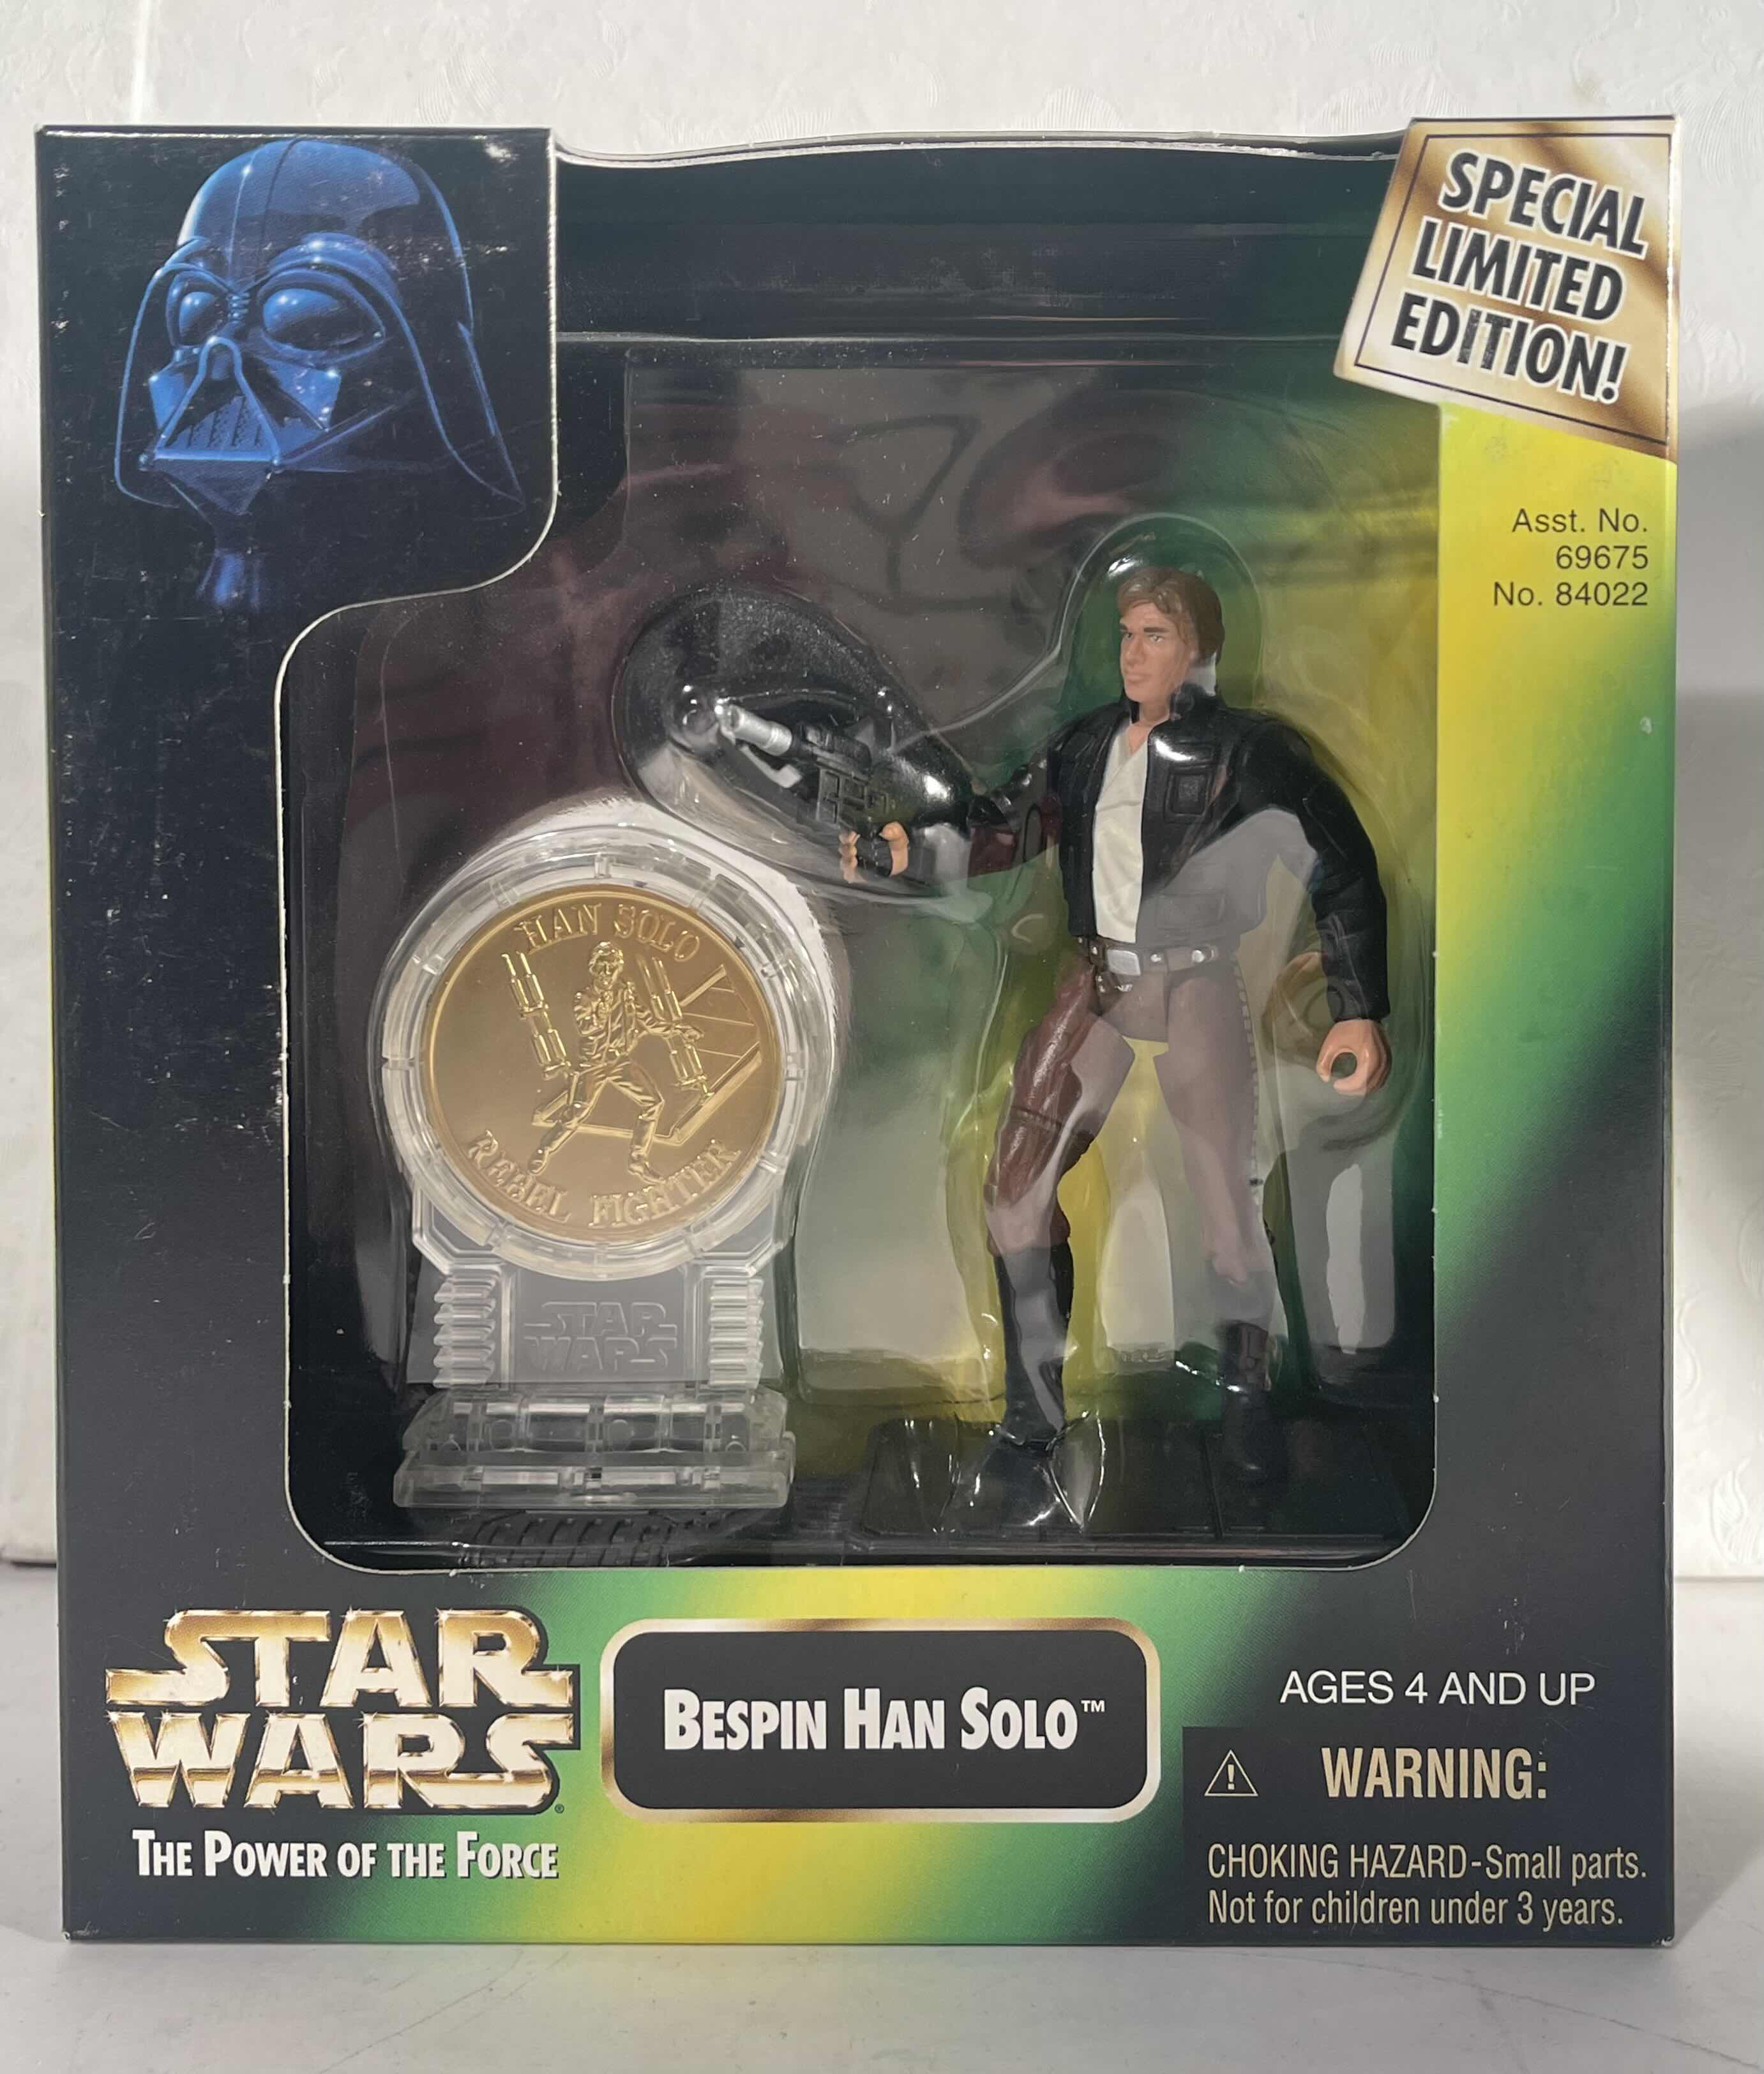 SPECIAL
LIMITED
EDITION!
Asst. No.
69675
No. 84022
HAN SOLO
REBEL FIGHTER
STAR
WARS
STAR
WARS®
THE POWER OF THE FORCE
BESPIN HAN SOLO™
AGES 4 AND UP
WARNING:
CHOKING HAZARD-Small parts.
Not for children under 3 years.